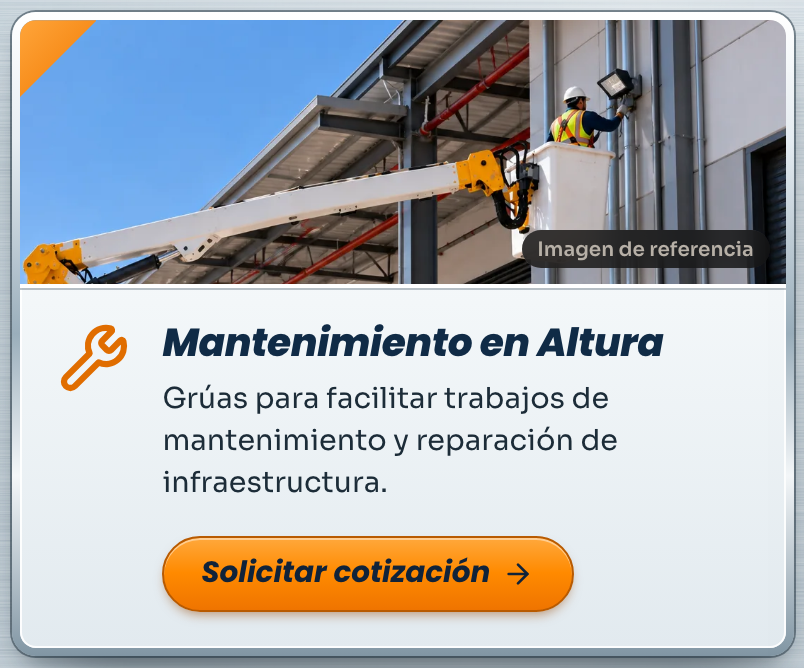 Imagen de referencia
Mantenimiento en Altura
Grúas para facilitar trabajos de
mantenimiento y reparación de
infraestructura.
Solicitar cotización →